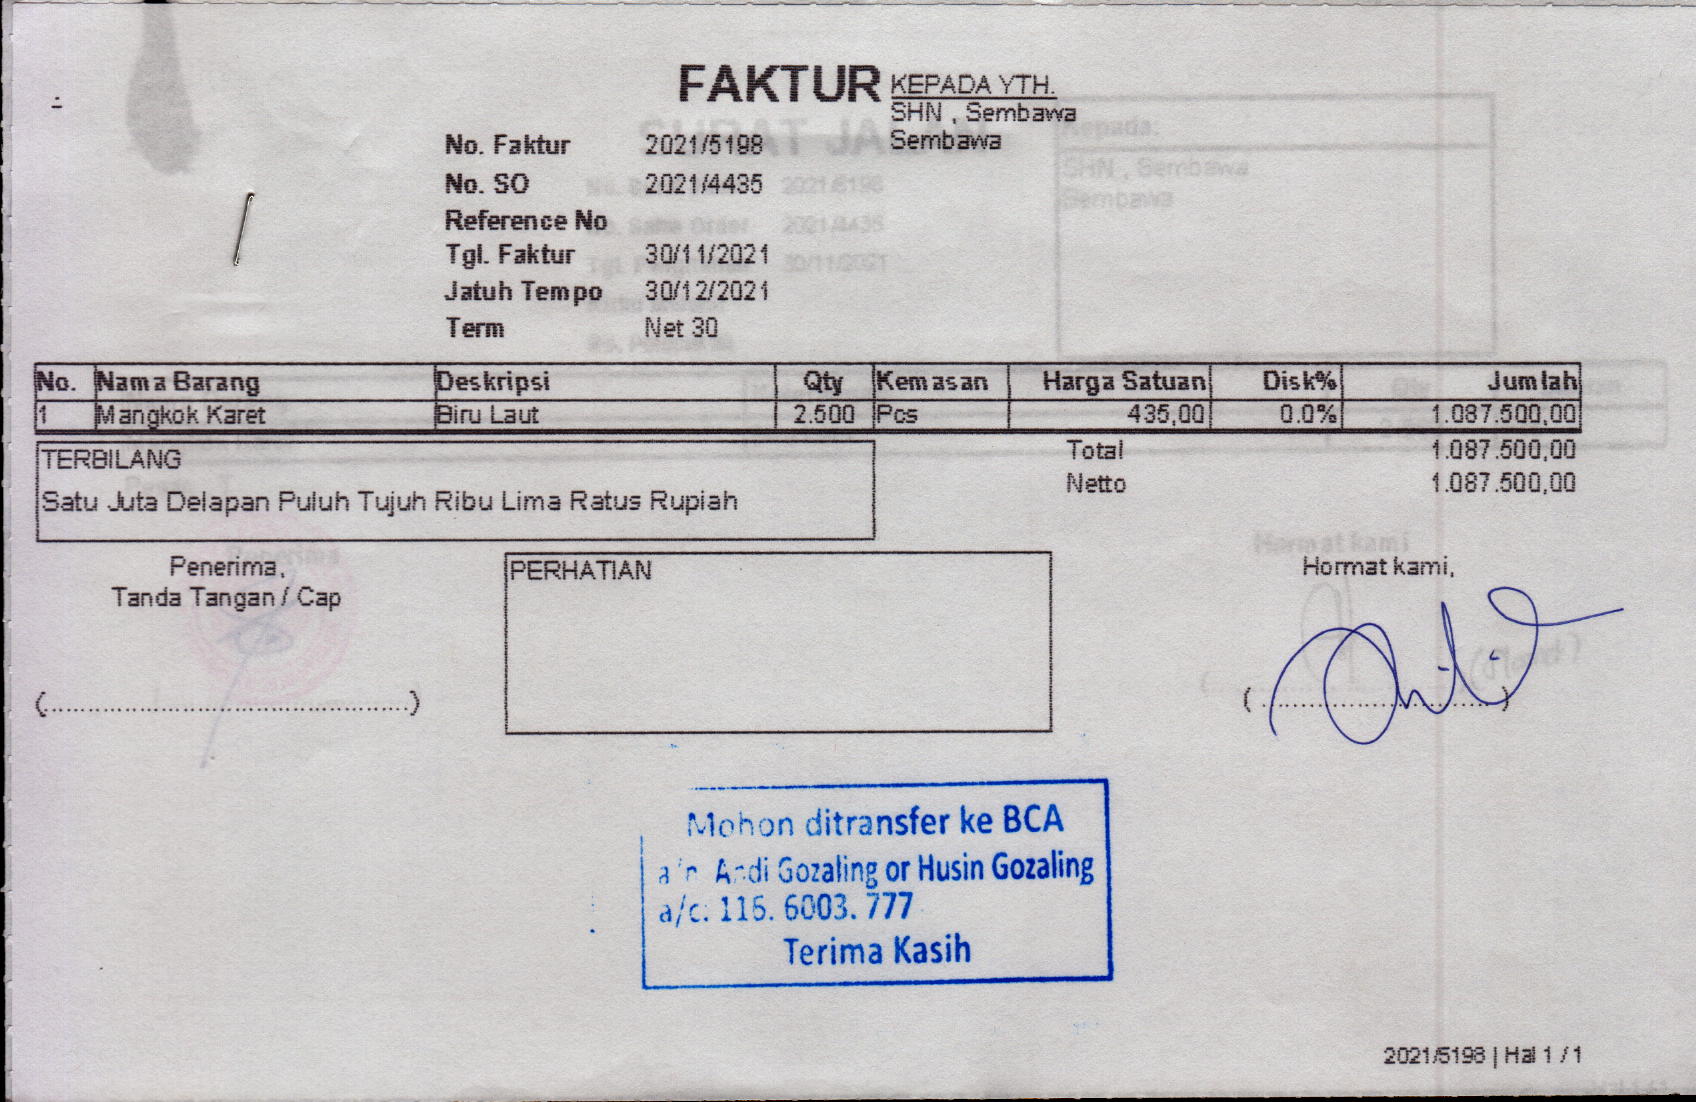 FAKTUR
KEPADA YTH.
SHN , Sembawa
Sembawa
No. Faktur 2021/5198
No. SO 2021/4435
Reference No
Tgl. Faktur 30/11/2021
Jatuh Tempo 30/12/2021
Term Net 30
No. Nama Barang Deskripsi Qty Kemasan Harga Satuan Disk% Jumlah
1 Mangkok Karet Biru Laut 2.500 Pcs 435,00 0.0% 1.087.500,00
TERBILANG
Satu Juta Delapan Puluh Tujuh Ribu Lima Ratus Rupiah
Total 1.087.500,00
Netto 1.087.500,00
Penerima,
Tanda Tangan / Cap
(..............................................)
PERHATIAN
Hormat kami,
(..............................)
Mohon ditransfer ke BCA
a/n. Andi Gozaling or Husin Gozaling
a/c. 116. 6003. 777
Terima Kasih
2021/5198 | Hal 1 / 1